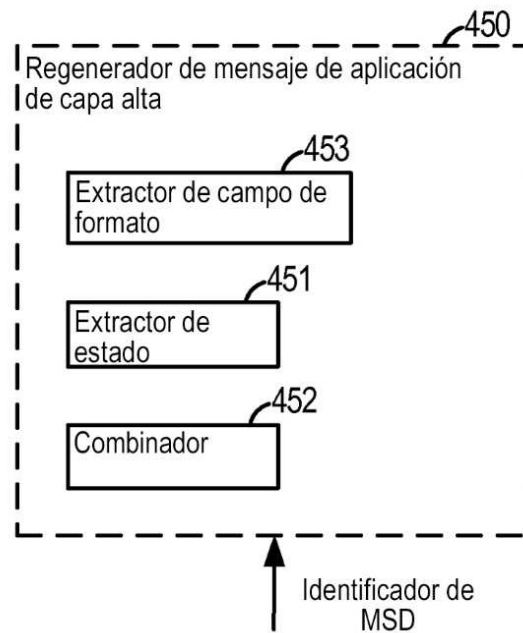 450
Regenerador de mensaje de aplicación
de capa alta
453
Extractor de campo de
formato
451
Extractor de
estado
452
Combinador
Identificador de
MSD